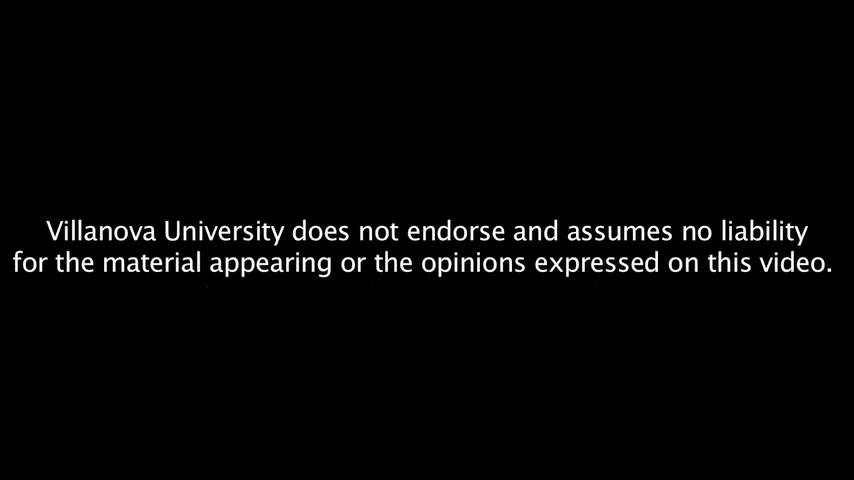 Villanova University does not endorse and assumes no liability
for the material appearing or the opinions expressed on this video.